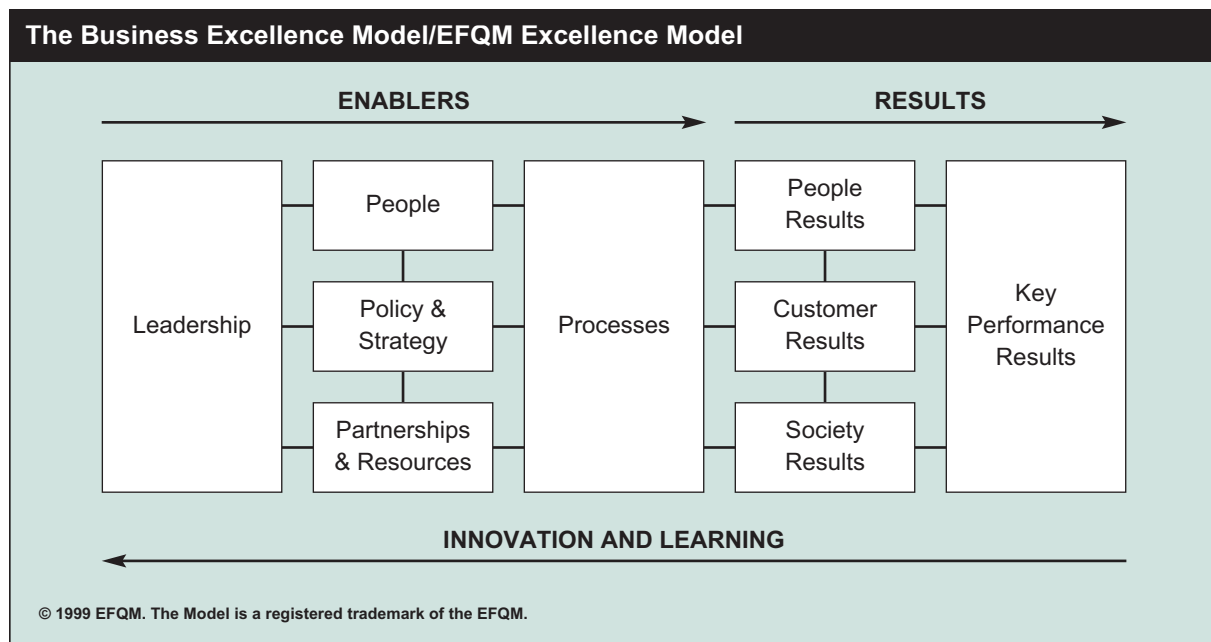 The Business Excellence Model/EFQM Excellence Model
ENABLERS
RESULTS
Leadership
People
Policy &
Strategy
Partnerships
& Resources
Processes
People
Results
Customer
Results
Society
Results
Key
Performance
Results
INNOVATION AND LEARNING
© 1999 EFQM. The Model is a registered trademark of the EFQM.